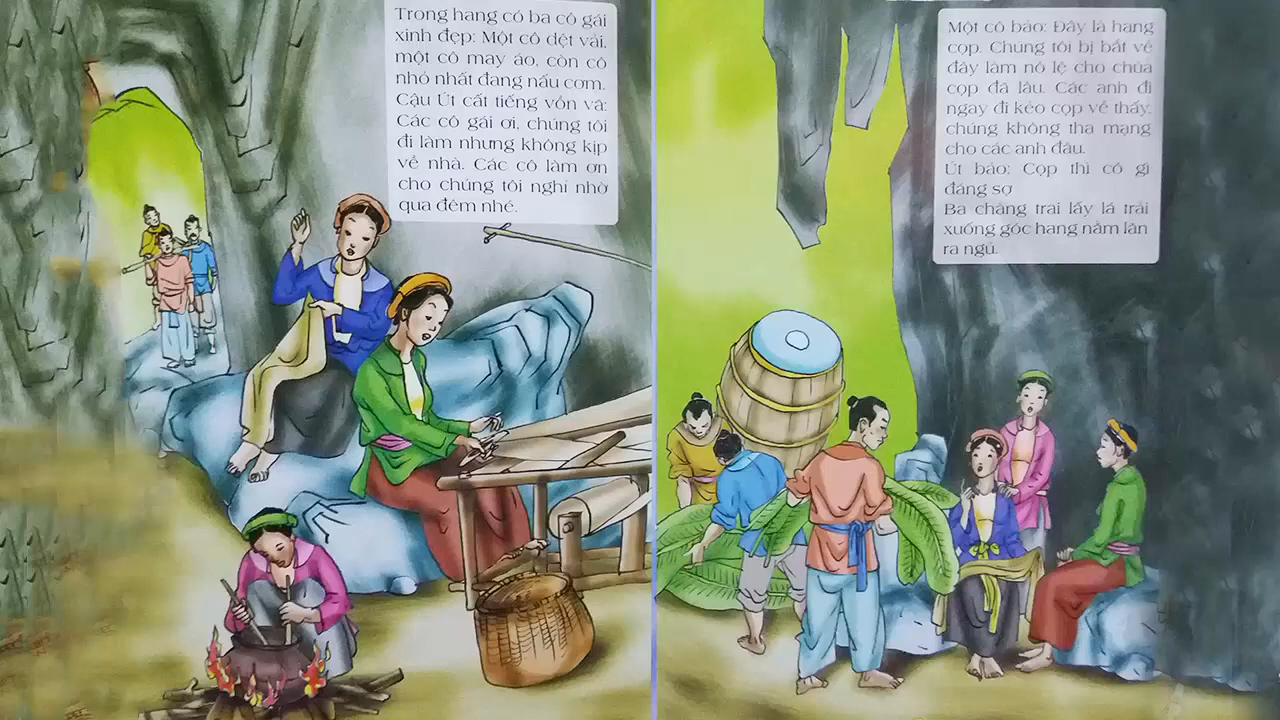 Trong hang có ba cô gái
xinh đẹp: Một cô dệt vải,
một cô may áo, còn cô
nhỏ nhất đang nấu cơm.
Cậu Út cất tiếng vồn vã:
Các cô gái ơi, chúng tôi
đi làm nhưng không kịp
về nhà. Các cô làm ơn
cho chúng tôi nghỉ nhờ
qua đêm nhé.
Một cô bảo: Đây là hang
cọp. Chúng tôi bị bắt về
đây làm nô lệ cho chúa
cọp đã lâu. Các anh đi
ngay đi kẻo cọp về thấy,
chúng không tha mạng
cho các anh đâu.
Út bảo: Cọp thì có gì
đáng sợ
Ba chàng trai lấy lá trải
xuống góc hang nằm lăn
ra ngủ.